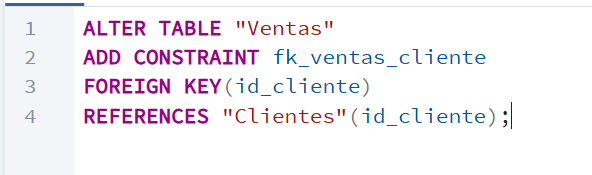 1 ALTER TABLE "Ventas"
2 ADD CONSTRAINT fk_ventas_cliente
3 FOREIGN KEY(id_cliente)
4 REFERENCES "Clientes"(id_cliente);